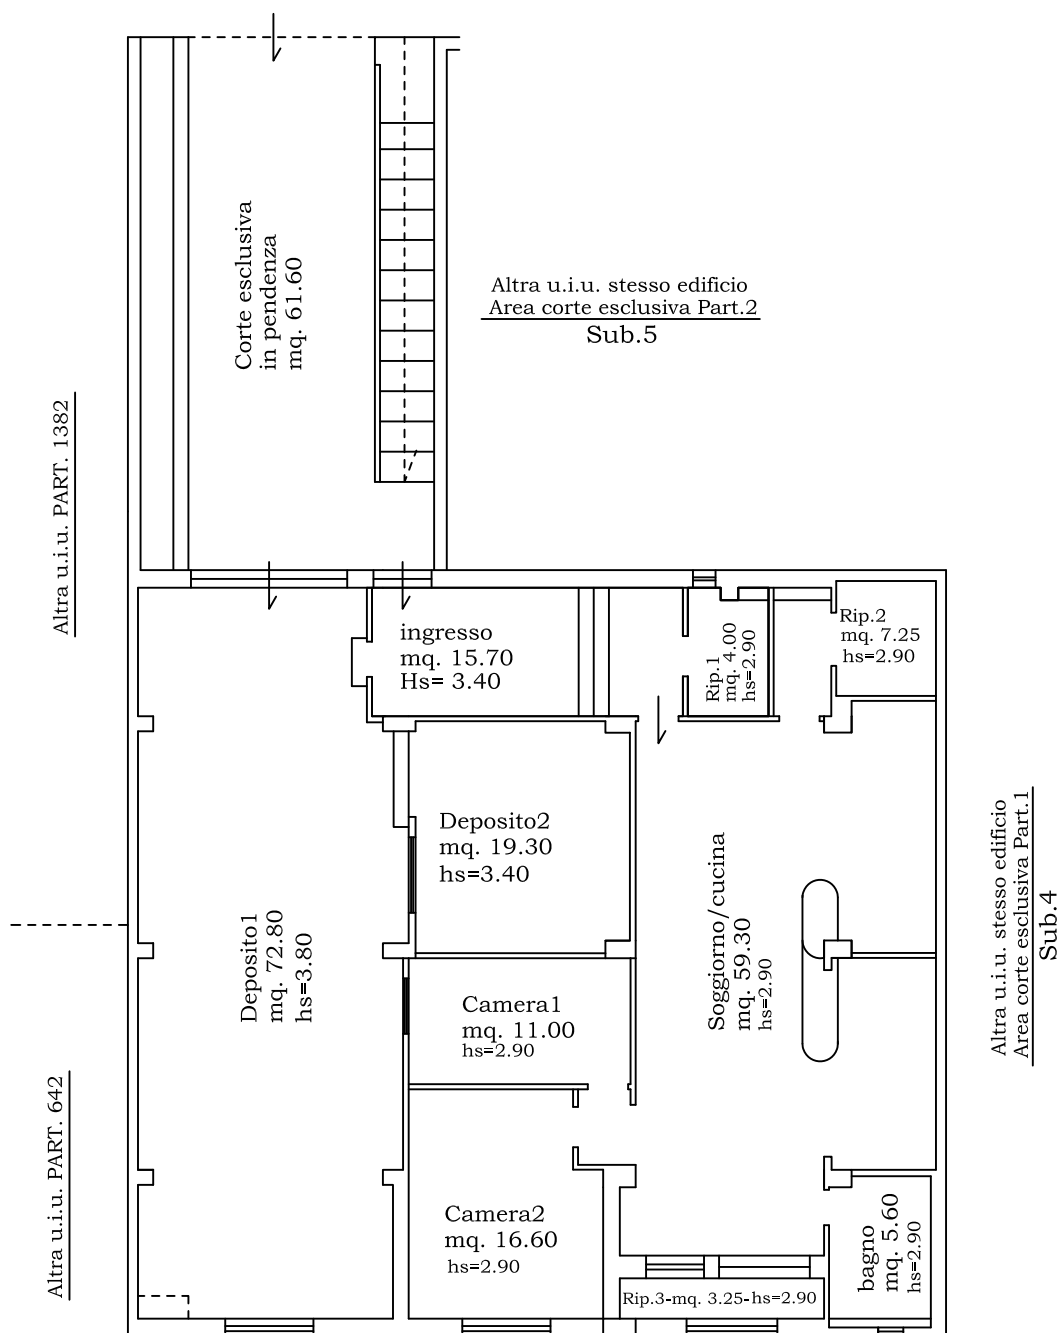 Corte esclusiva
in pendenza
mq. 61.60
Altra u.i.u. stesso edificio
Area corte esclusiva Part.2
Sub.5
Altra u.i.u. PART. 1382
ingresso
mq. 15.70
Hs= 3.40
Rip.1
mq. 4.00
hs=2.90
Rip.2
mq. 7.25
hs=2.90
Deposito2
mq. 19.30
hs=3.40
Deposito1
mq. 72.80
hs=3.80
Soggiorno/cucina
mq. 59.30
hs=2.90
Altra u.i.u. stesso edificio
Area corte esclusiva Part.1
Sub.4
Camera1
mq. 11.00
hs=2.90
Altra u.i.u. PART. 642
Camera2
mq. 16.60
hs=2.90
bagno
mq. 5.60
hs=2.90
Rip.3-mq. 3.25-hs=2.90